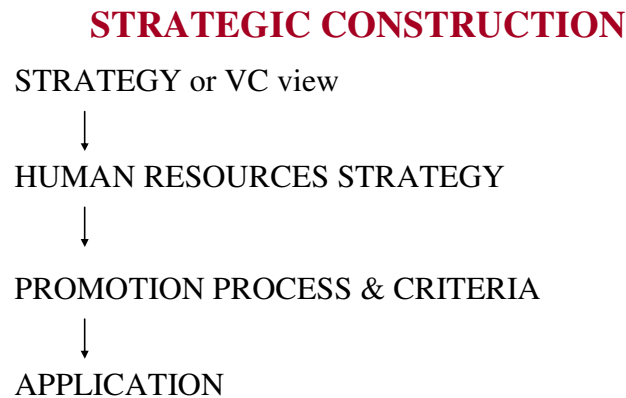 STRATEGIC CONSTRUCTION
STRATEGY or VC view
HUMAN RESOURCES STRATEGY
PROMOTION PROCESS & CRITERIA
APPLICATION